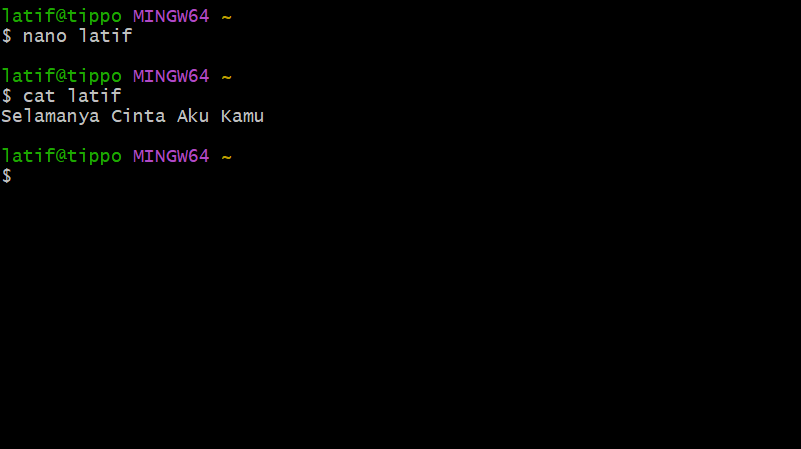 latif@tippo MINGW64 ~
$ nano latif
latif@tippo MINGW64 ~
$ cat latif
Selamanya Cinta Aku Kamu
latif@tippo MINGW64 ~
$